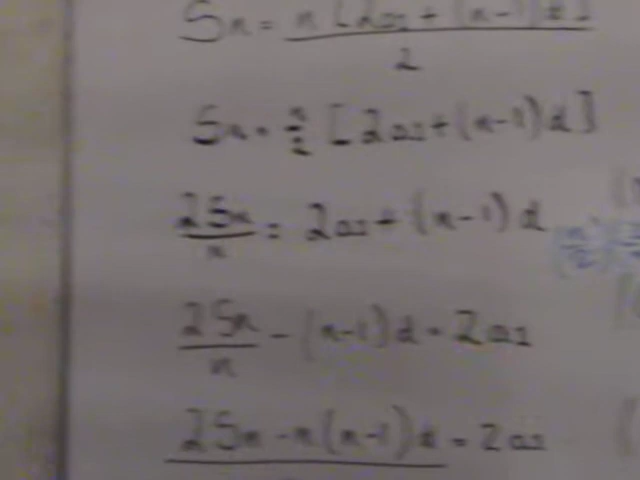 Sn = n [2a₁ + (n-1)d] / 2
Sn = n/2 [2a₁ + (n-1)d]
2Sn/n = 2a₁ + (n-1)d
2Sn/n - (n-1)d = 2a₁
2Sn - n(n-1)d = 2a₁